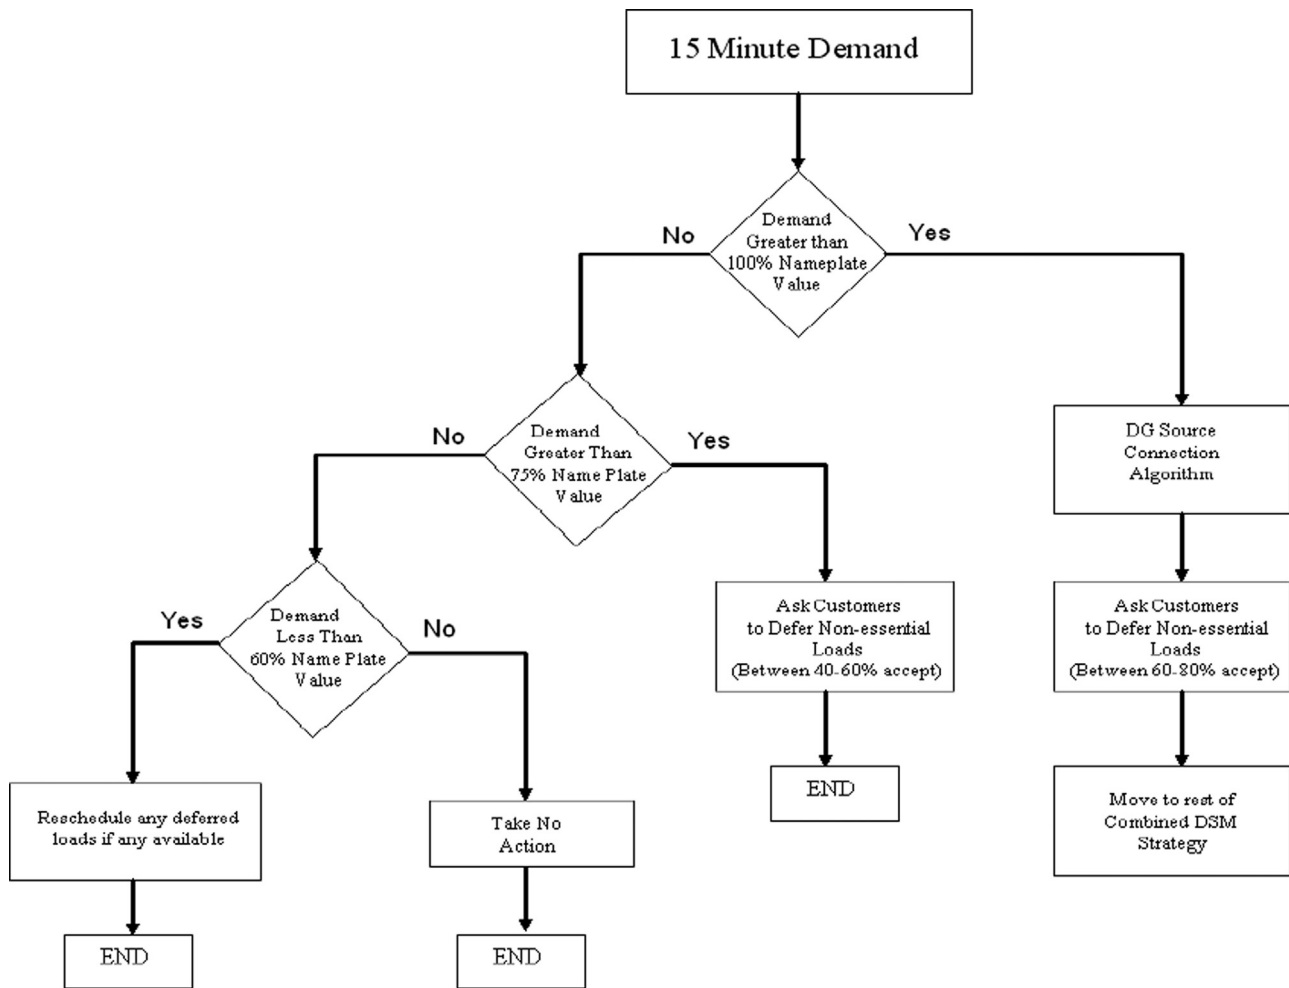 15 Minute Demand
Demand
Greater than
100% Nameplate
Value
No
Yes
Demand
Greater Than
75% Name Plate
Value
No
Yes
DG Source
Connection
Algorithm
Demand
Less Than
60% Name Plate
Value
Yes
No
Ask Customers
to Defer Non-essential
Loads
(Between 40-60% accept)
Ask Customers
to Defer Non-essential
Loads
(Between 60-80% accept)
Reschedule any deferred
loads if any available
Take No
Action
END
Move to rest of
Combined DSM
Strategy
END
END